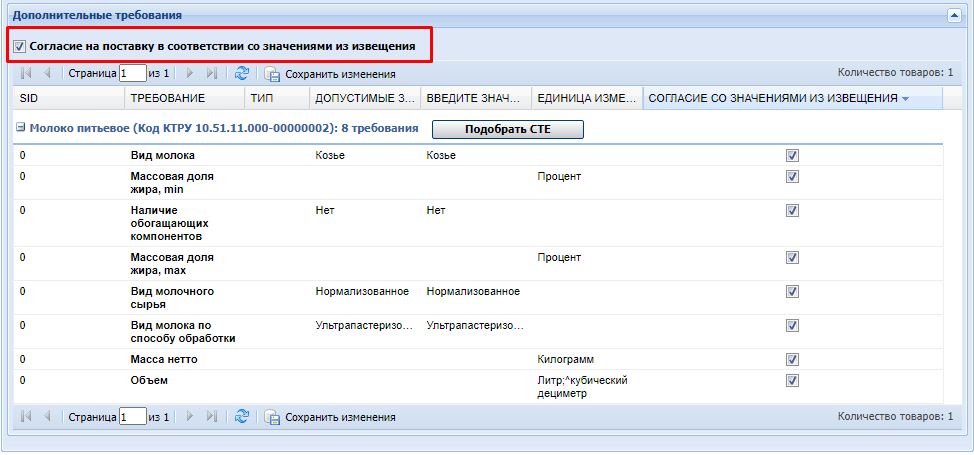 Дополнительные требования
Согласие на поставку в соответствии со значениями из извещения
Страница 1 из 1 Сохранить изменения Количество товаров: 1
SID ТРЕБОВАНИЕ ТИП ДОПУСТИМЫЕ З... ВВЕДИТЕ ЗНАЧ... ЕДИНИЦА ИЗМЕ... СОГЛАСИЕ СО ЗНАЧЕНИЯМИ ИЗ ИЗВЕЩЕНИЯ
Молоко питьевое (Код КТРУ 10.51.11.000-00000002): 8 требования Подобрать СТЕ
0 Вид молока Козье Козье
0 Массовая доля Процент
жира, min
0 Наличие Нет Нет
обогащающих
компонентов
0 Массовая доля Процент
жира, max
0 Вид молочного Нормализованное Нормализованное
сырья
0 Вид молока по Ультрапастеризо... Ультрапастеризо...
способу обработки
0 Масса нетто Килограмм
0 Объем Литр;^кубический
дециметр
Страница 1 из 1 Сохранить изменения Количество товаров: 1